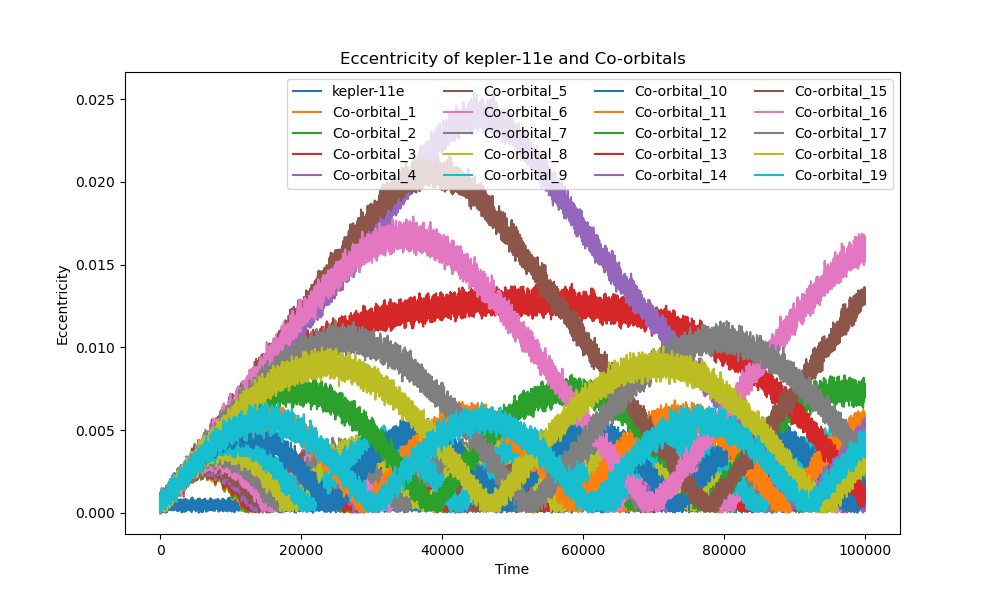 Eccentricity of kepler-11e and Co-orbitals
kepler-11e
Co-orbital_1
Co-orbital_2
Co-orbital_3
Co-orbital_4
Co-orbital_5
Co-orbital_6
Co-orbital_7
Co-orbital_8
Co-orbital_9
Co-orbital_10
Co-orbital_11
Co-orbital_12
Co-orbital_13
Co-orbital_14
Co-orbital_15
Co-orbital_16
Co-orbital_17
Co-orbital_18
Co-orbital_19
Eccentricity
0.025
0.020
0.015
0.010
0.005
0.000
0
20000
40000
60000
80000
100000
Time